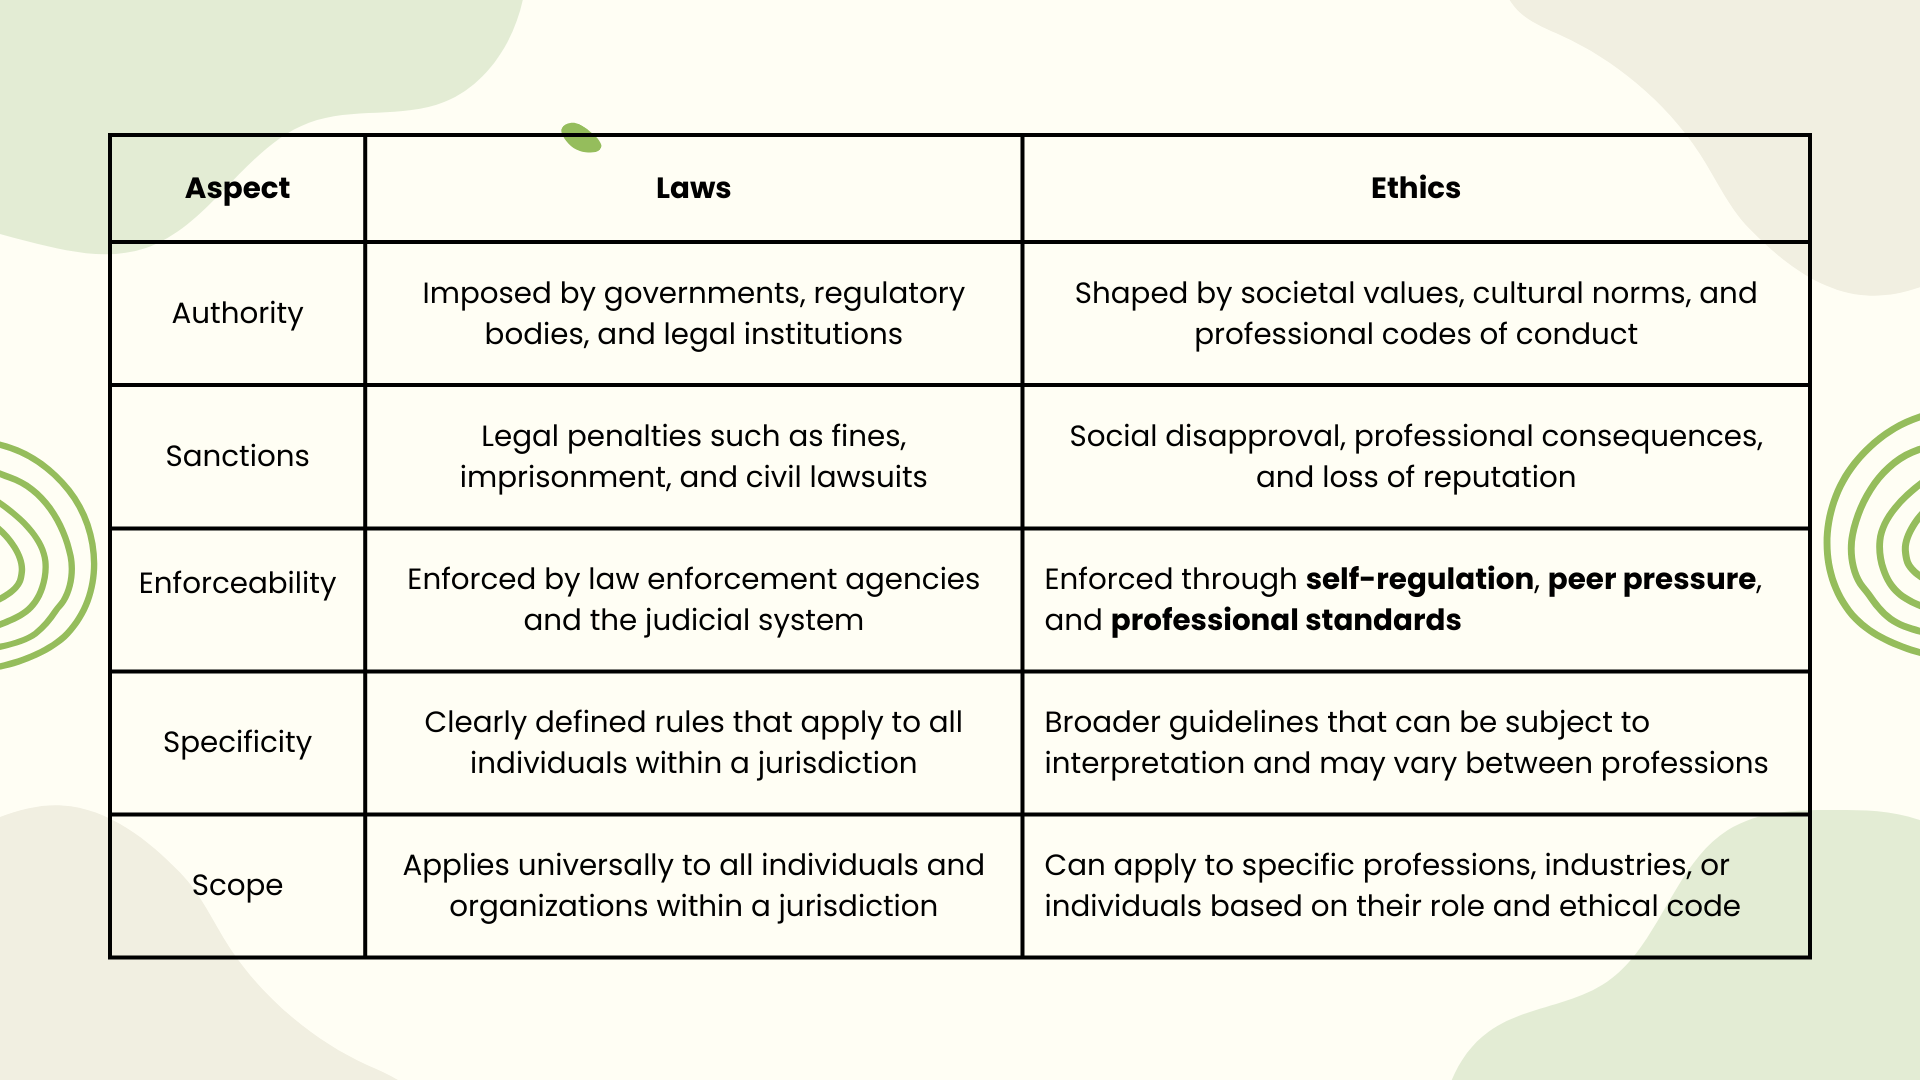 Aspect
Laws
Ethics
Authority
Imposed by governments, regulatory
bodies, and legal institutions
Shaped by societal values, cultural norms, and
professional codes of conduct
Sanctions
Legal penalties such as fines,
imprisonment, and civil lawsuits
Social disapproval, professional consequences,
and loss of reputation
Enforceability
Enforced by law enforcement agencies
and the judicial system
Enforced through self-regulation, peer pressure,
and professional standards
Specificity
Clearly defined rules that apply to all
individuals within a jurisdiction
Broader guidelines that can be subject to
interpretation and may vary between professions
Scope
Applies universally to all individuals and
organizations within a jurisdiction
Can apply to specific professions, industries, or
individuals based on their role and ethical code